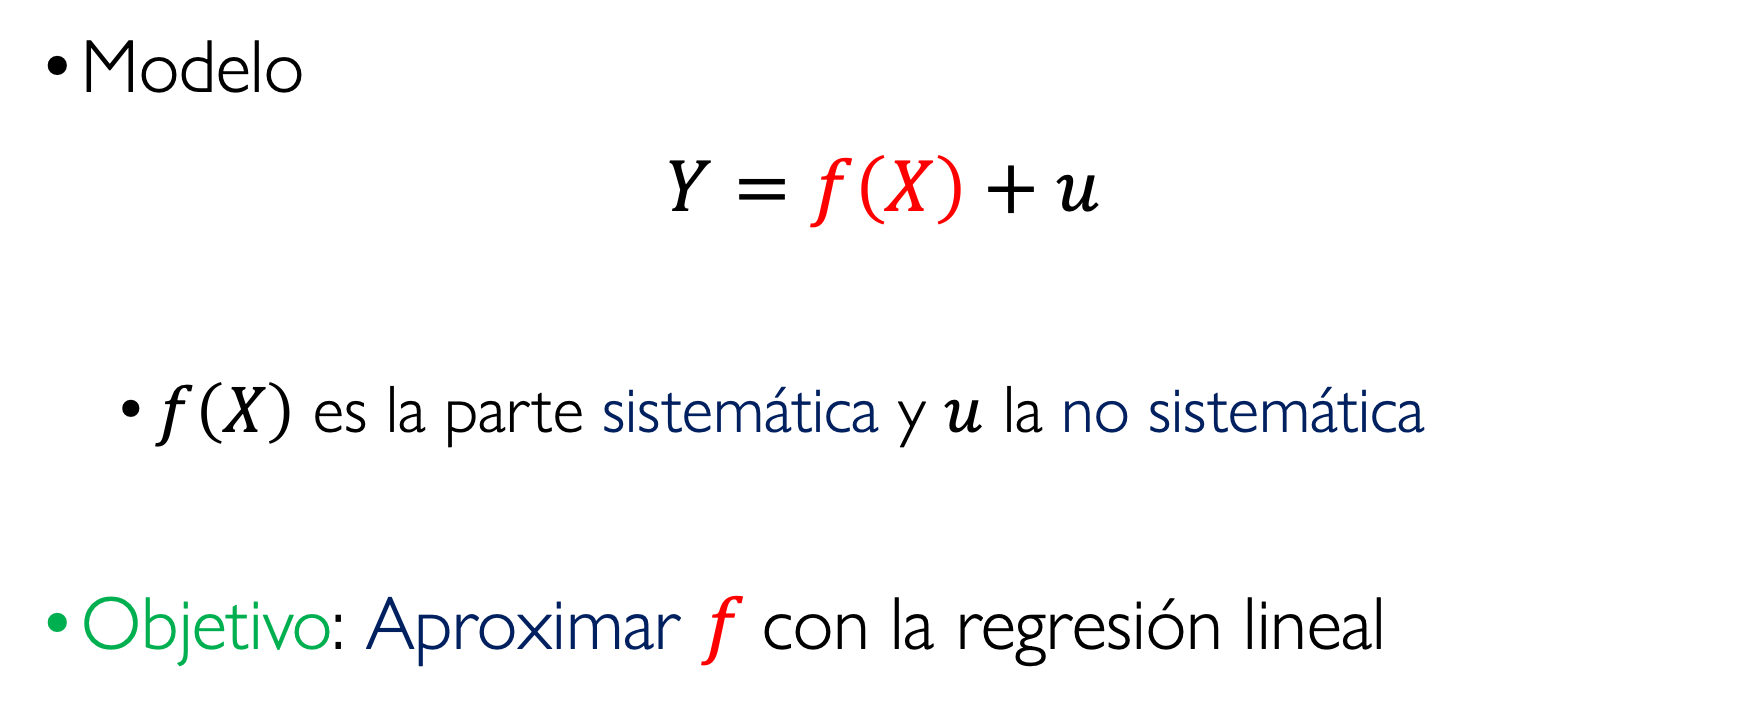 • Modelo
Y = f(X) + u
• f(X) es la parte sistemática y u la no sistemática
• Objetivo: Aproximar f con la regresión lineal